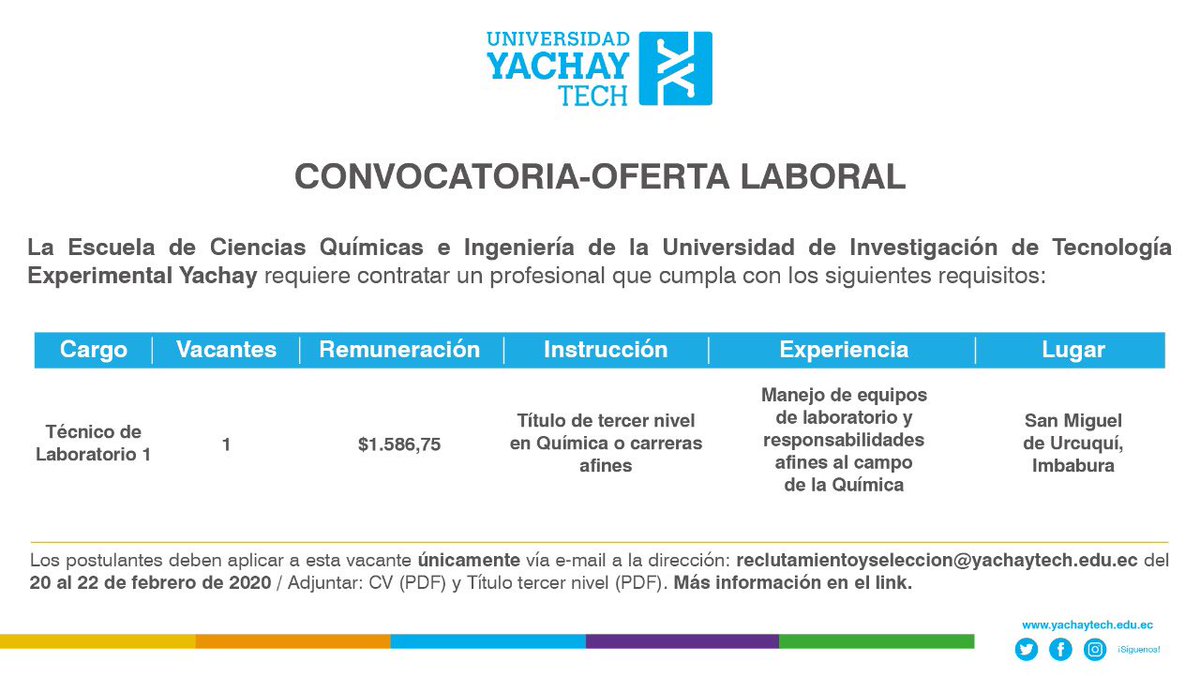 UNIVERSIDAD
YACHAY
TECH
CONVOCATORIA-OFERTA LABORAL
La Escuela de Ciencias Químicas e Ingeniería de la Universidad de Investigación de Tecnología
Experimental Yachay requiere contratar un profesional que cumpla con los siguientes requisitos:
Cargo Vacantes Remuneración Instrucción Experiencia Lugar
Técnico de
Laboratorio 1
1
$1.586,75
Título de tercer nivel
en Química o carreras
afines
Manejo de equipos
de laboratorio y
responsabilidades
afines al campo
de la Química
San Miguel
de Urcuquí,
Imbabura
Los postulantes deben aplicar a esta vacante únicamente vía e-mail a la dirección: reclutamientoyseleccion@yachaytech.edu.ec del
20 al 22 de febrero de 2020 / Adjuntar: CV (PDF) y Título tercer nivel (PDF). Más información en el link.
www.yachaytech.edu.ec
¡Síguenos!